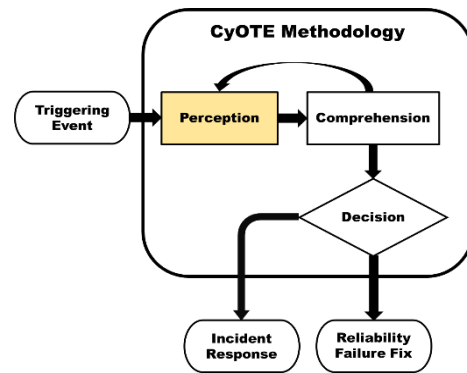 CyOTE Methodology
Triggering
Event
Perception
Comprehension
Decision
Incident
Response
Reliability
Failure Fix